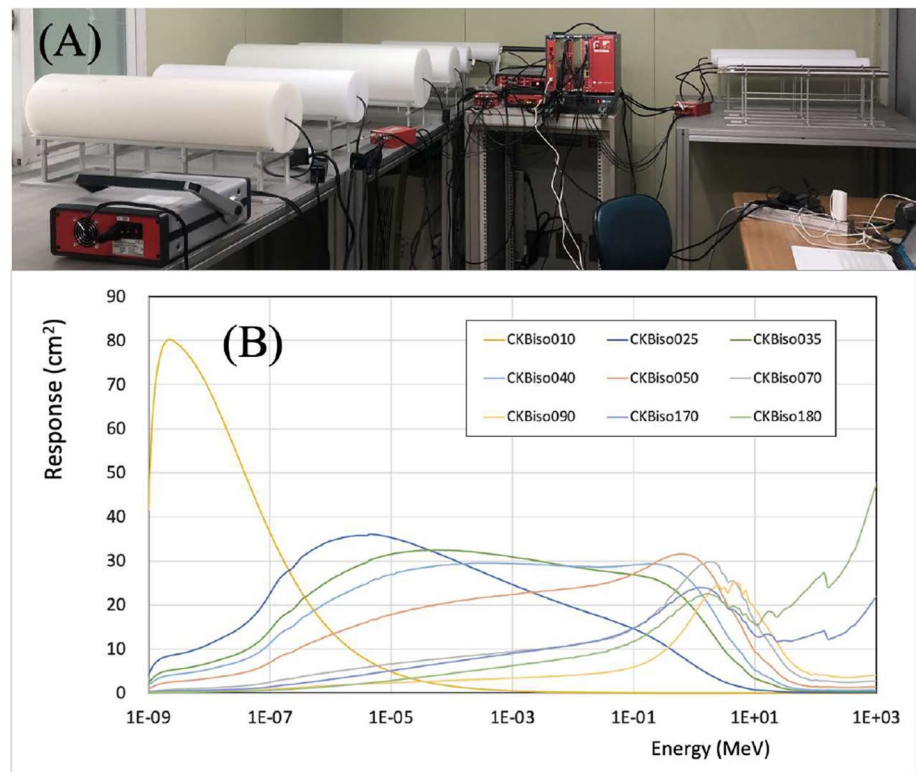 (A)
(B)
Response (cm²)
90
80
70
60
50
40
30
20
10
0
CKBiso010 CKBiso025 CKBiso035
CKBiso040 CKBiso050 CKBiso070
CKBiso090 CKBiso170 CKBiso180
1E-09 1E-07 1E-05 1E-03 1E-01 1E+01 1E+03
Energy (MeV)